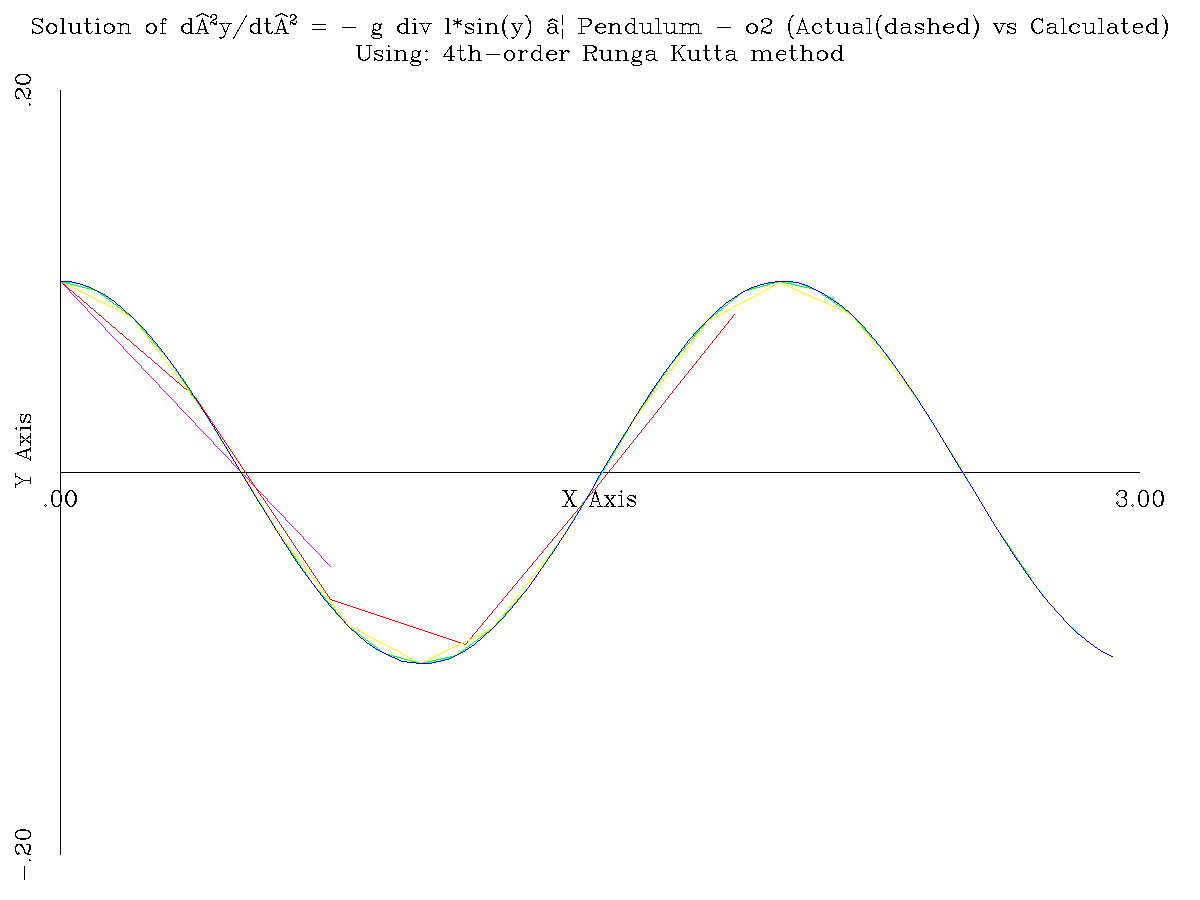 Solution of dÂ²y/dtÂ² = − g div l*sin(y) â¦ Pendulum − o2 (Actual(dashed) vs Calculated)
Using: 4th−order Runga Kutta method
.20
Y Axis
.00
X Axis
3.00
−.20